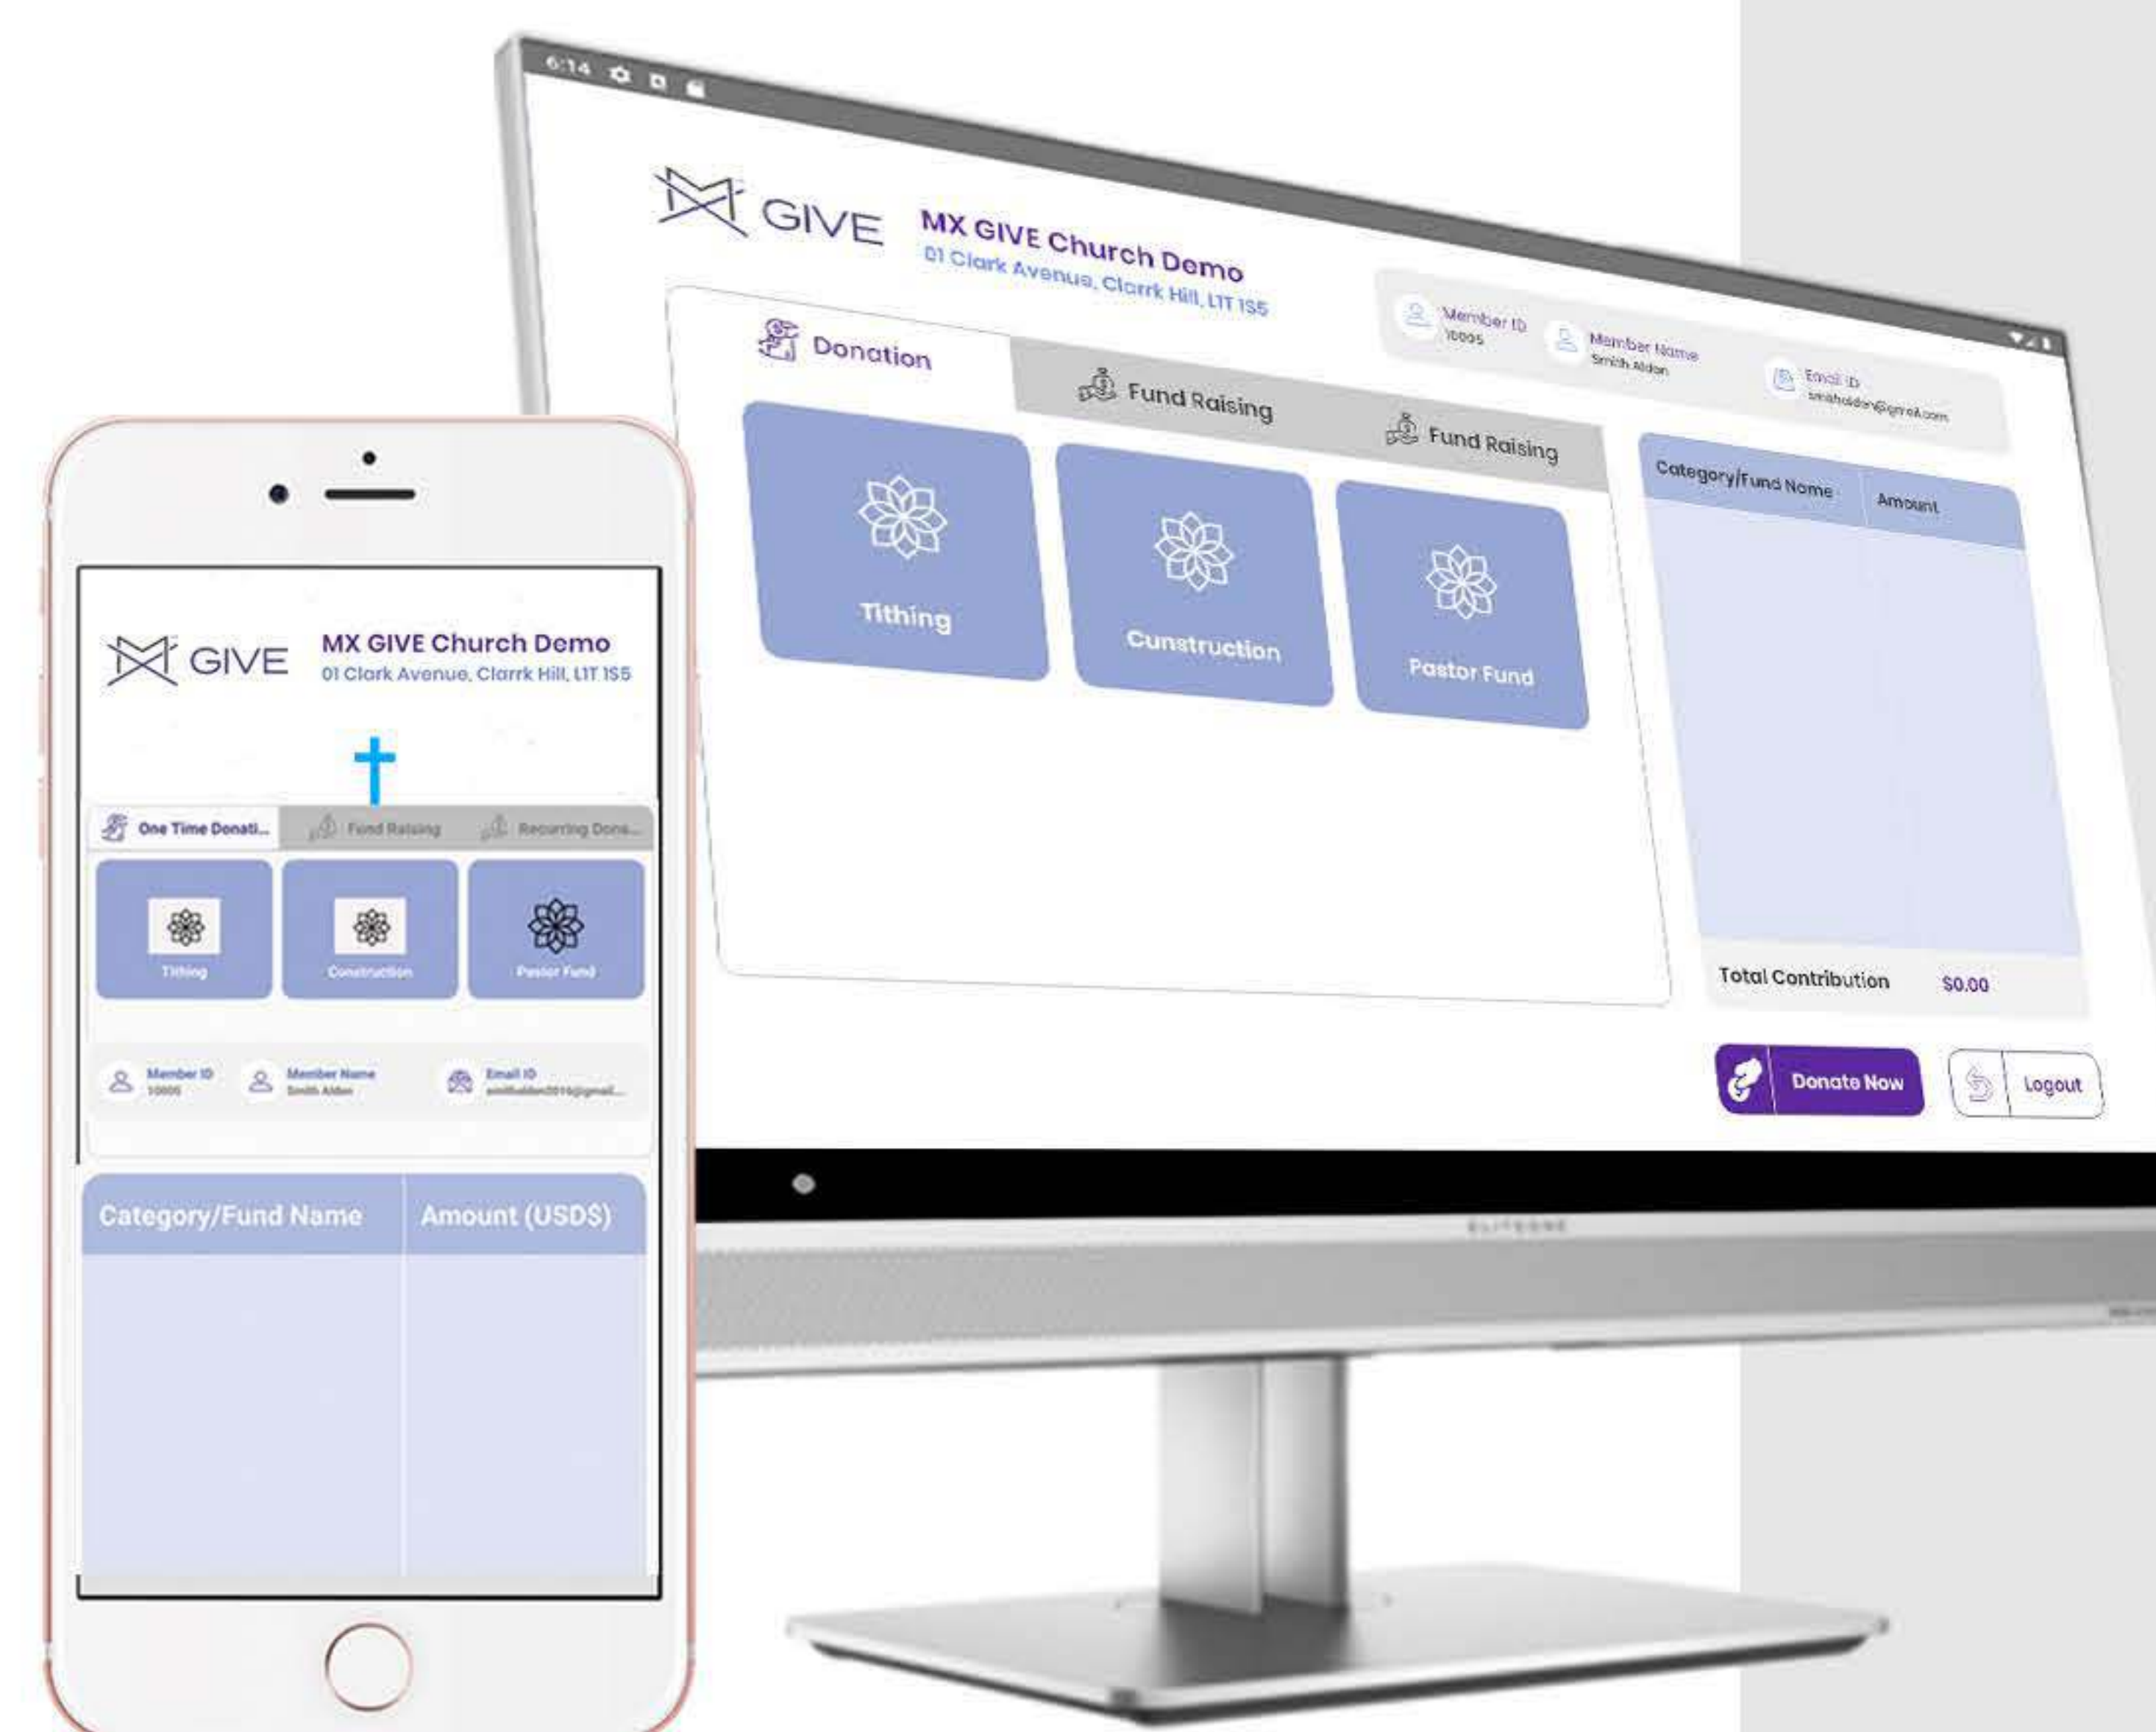 6:14
GIVE
MX GIVE Church Demo
01 Clark Avenue, Clarrk Hill, L1T 1S5
Member ID
10005
Member Name
Smith Aldan
Email ID
Donation
Fund Raising
Fund Raising
Tithing
Cunstruction
Pastor Fund
Category/Fund Name
Amount
Total Contribution
$0.00
Donate Now
Logout
ELITEONE
GIVE
MX GIVE Church Demo
01 Clark Avenue, Clarrk Hill, L1T 1S5
One Time Donati...
Fund Raising
Recurring Dona...
Tithing
Construction
Pastor Fund
Member ID
10005
Member Name
Smith Aldan
Email ID
Category/Fund Name
Amount (USD$)